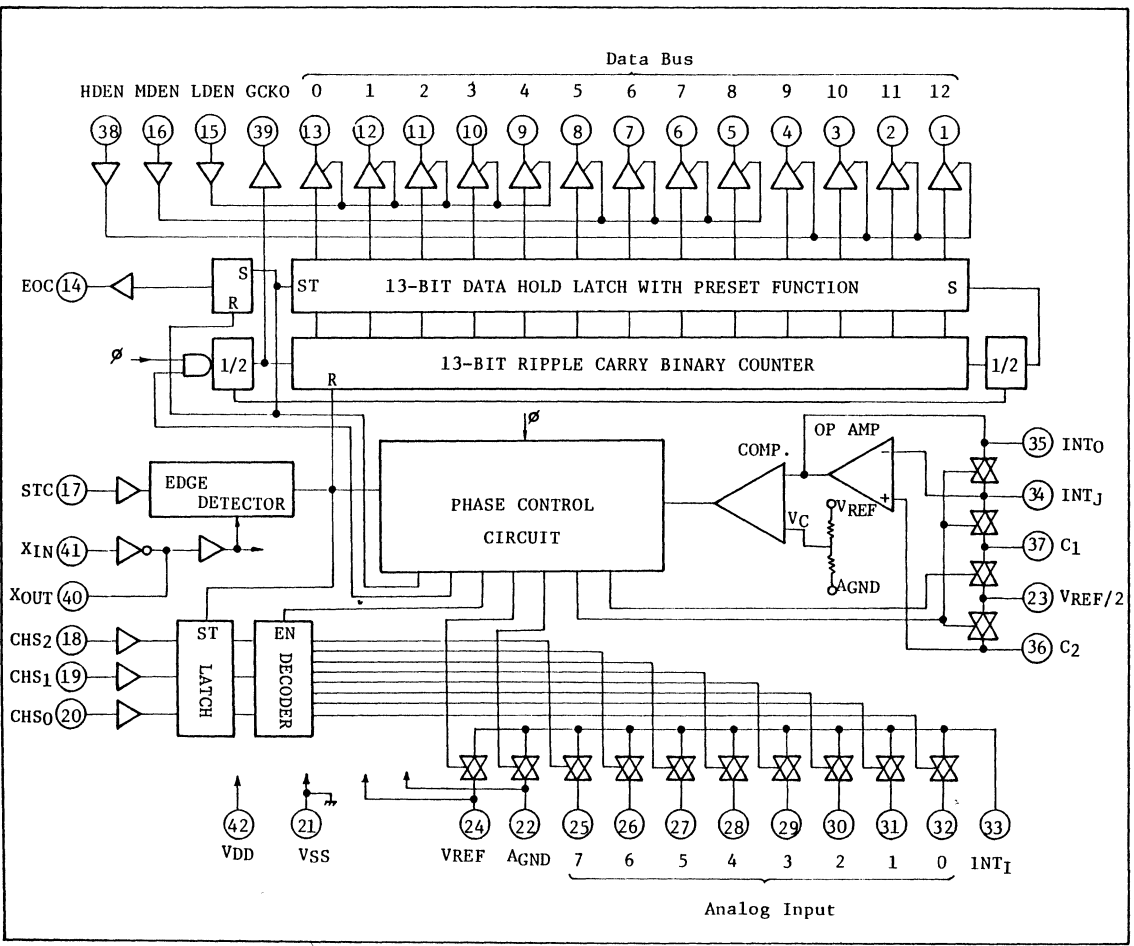 Data Bus
HDEN MDEN LDEN GCKO 0 1 2 3 4 5 6 7 8 9 10 11 12
38 16 15 39 13 12 11 10 9 8 7 6 5 4 3 2 1
EOC 14 S R ST 13-BIT DATA HOLD LATCH WITH PRESET FUNCTION S
ø 1/2 13-BIT RIPPLE CARRY BINARY COUNTER R 1/2
ø
COMP. OP AMP - + 35 INTO
STC 17 EDGE DETECTOR
PHASE CONTROL
CIRCUIT
VC VREF AGND
34 INTJ
XIN 41
37 C1
XOUT 40
23 VREF/2
CHS2 18 ST LATCH EN DECODER
36 C2
CHS1 19
CHS0 20
42 21 24 22 25 26 27 28 29 30 31 32 33
VDD VSS VREF AGND 7 6 5 4 3 2 1 0 INTI
Analog Input